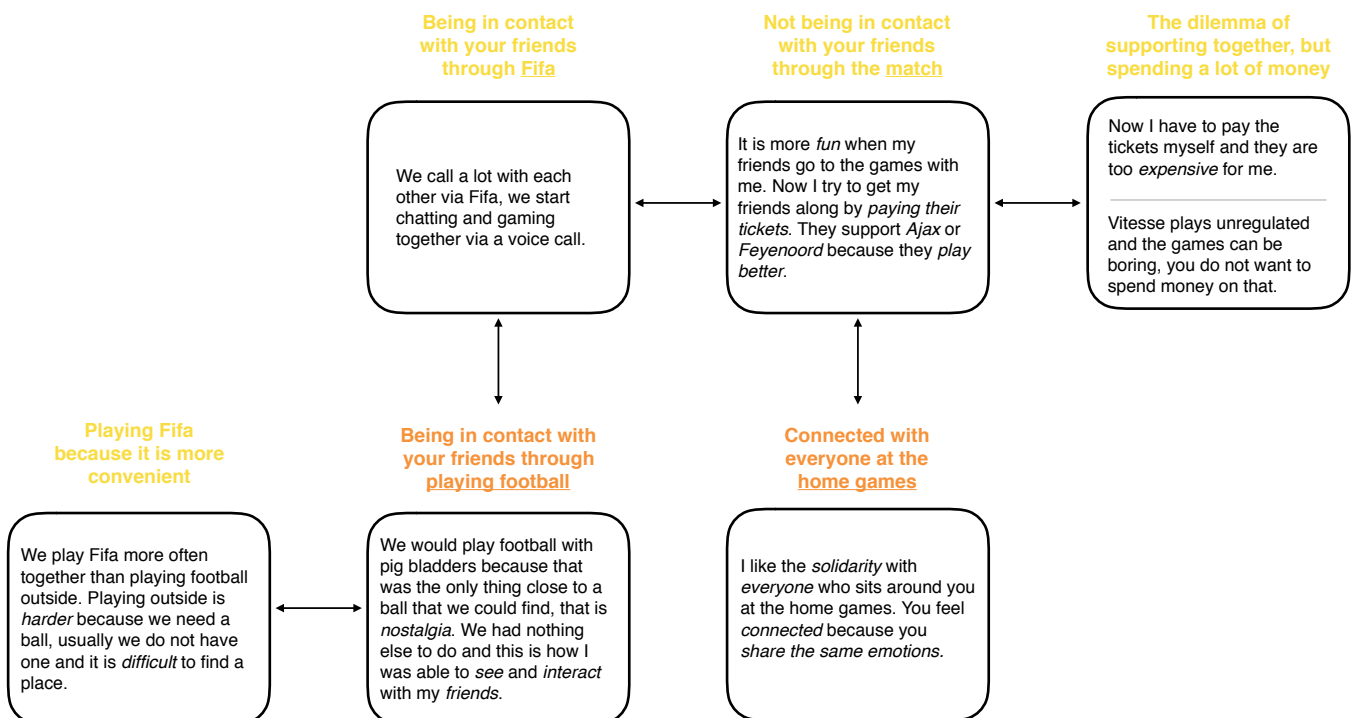 Being in contact
with your friends
through Fifa
We call a lot with each
other via Fifa, we start
chatting and gaming
together via a voice call.
Not being in contact
with your friends
through the match
It is more fun when my
friends go to the games with
me. Now I try to get my
friends along by paying their
tickets. They support Ajax or
Feyenoord because they play
better.
The dilemma of
supporting together, but
spending a lot of money
Now I have to pay the
tickets myself and they are
too expensive for me.
Vitesse plays unregulated
and the games can be
boring, you do not want to
spend money on that.
Playing Fifa
because it is more
convenient
We play Fifa more often
together than playing football
outside. Playing outside is
harder because we need a
ball, usually we do not have
one and it is difficult to find a
place.
Being in contact with
your friends through
playing football
We would play football with
pig bladders because that
was the only thing close to a
ball that we could find, that is
nostalgia. We had nothing
else to do and this is how I
was able to see and interact
with my friends.
Connected with
everyone at the
home games
I like the solidarity with
everyone who sits around you
at the home games. You feel
connected because you
share the same emotions.